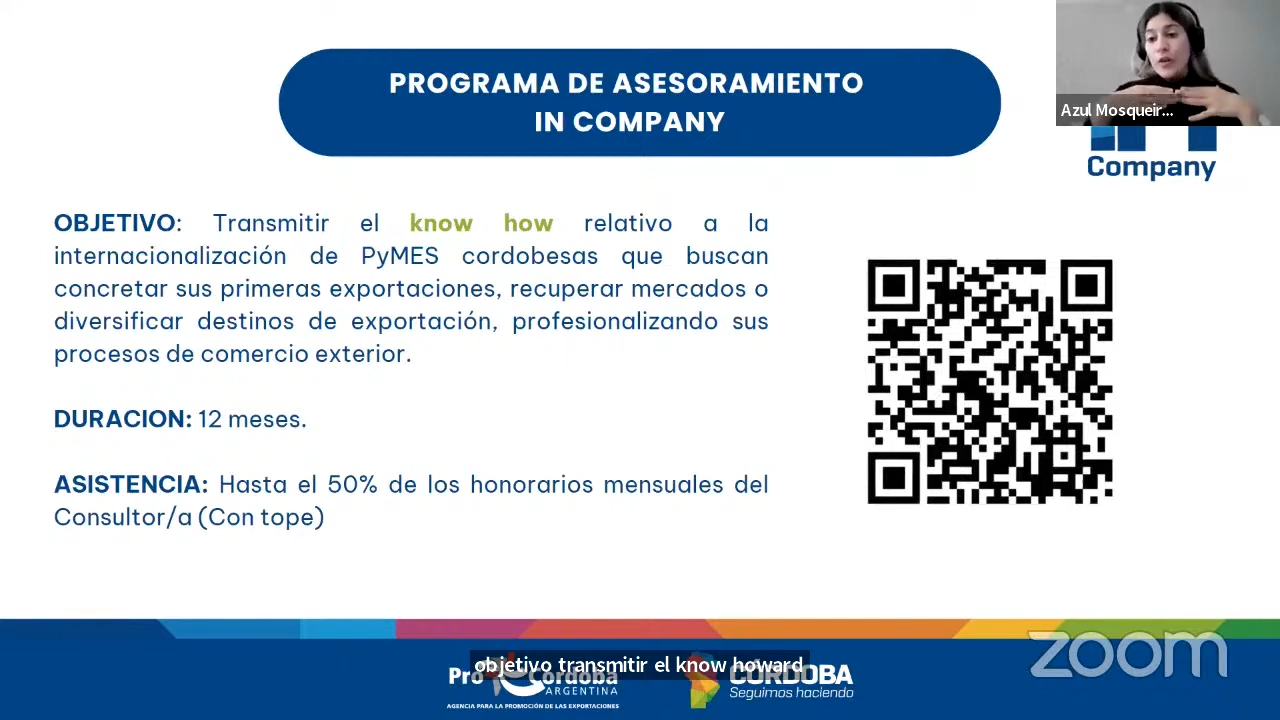 PROGRAMA DE ASESORAMIENTO
IN COMPANY
Azul Mosqueir...
Company
OBJETIVO: Transmitir el know how relativo a la
internacionalización de PyMES cordobesas que buscan
concretar sus primeras exportaciones, recuperar mercados o
diversificar destinos de exportación, profesionalizando sus
procesos de comercio exterior.
DURACION: 12 meses.
ASISTENCIA: Hasta el 50% de los honorarios mensuales del
Consultor/a (Con tope)
zoom
objetivo transmitir el know howard
Pro Córdoba
ARGENTINA
AGENCIA PARA LA PROMOCIÓN DE LAS EXPORTACIONES
CÓRDOBA
Seguimos haciendo